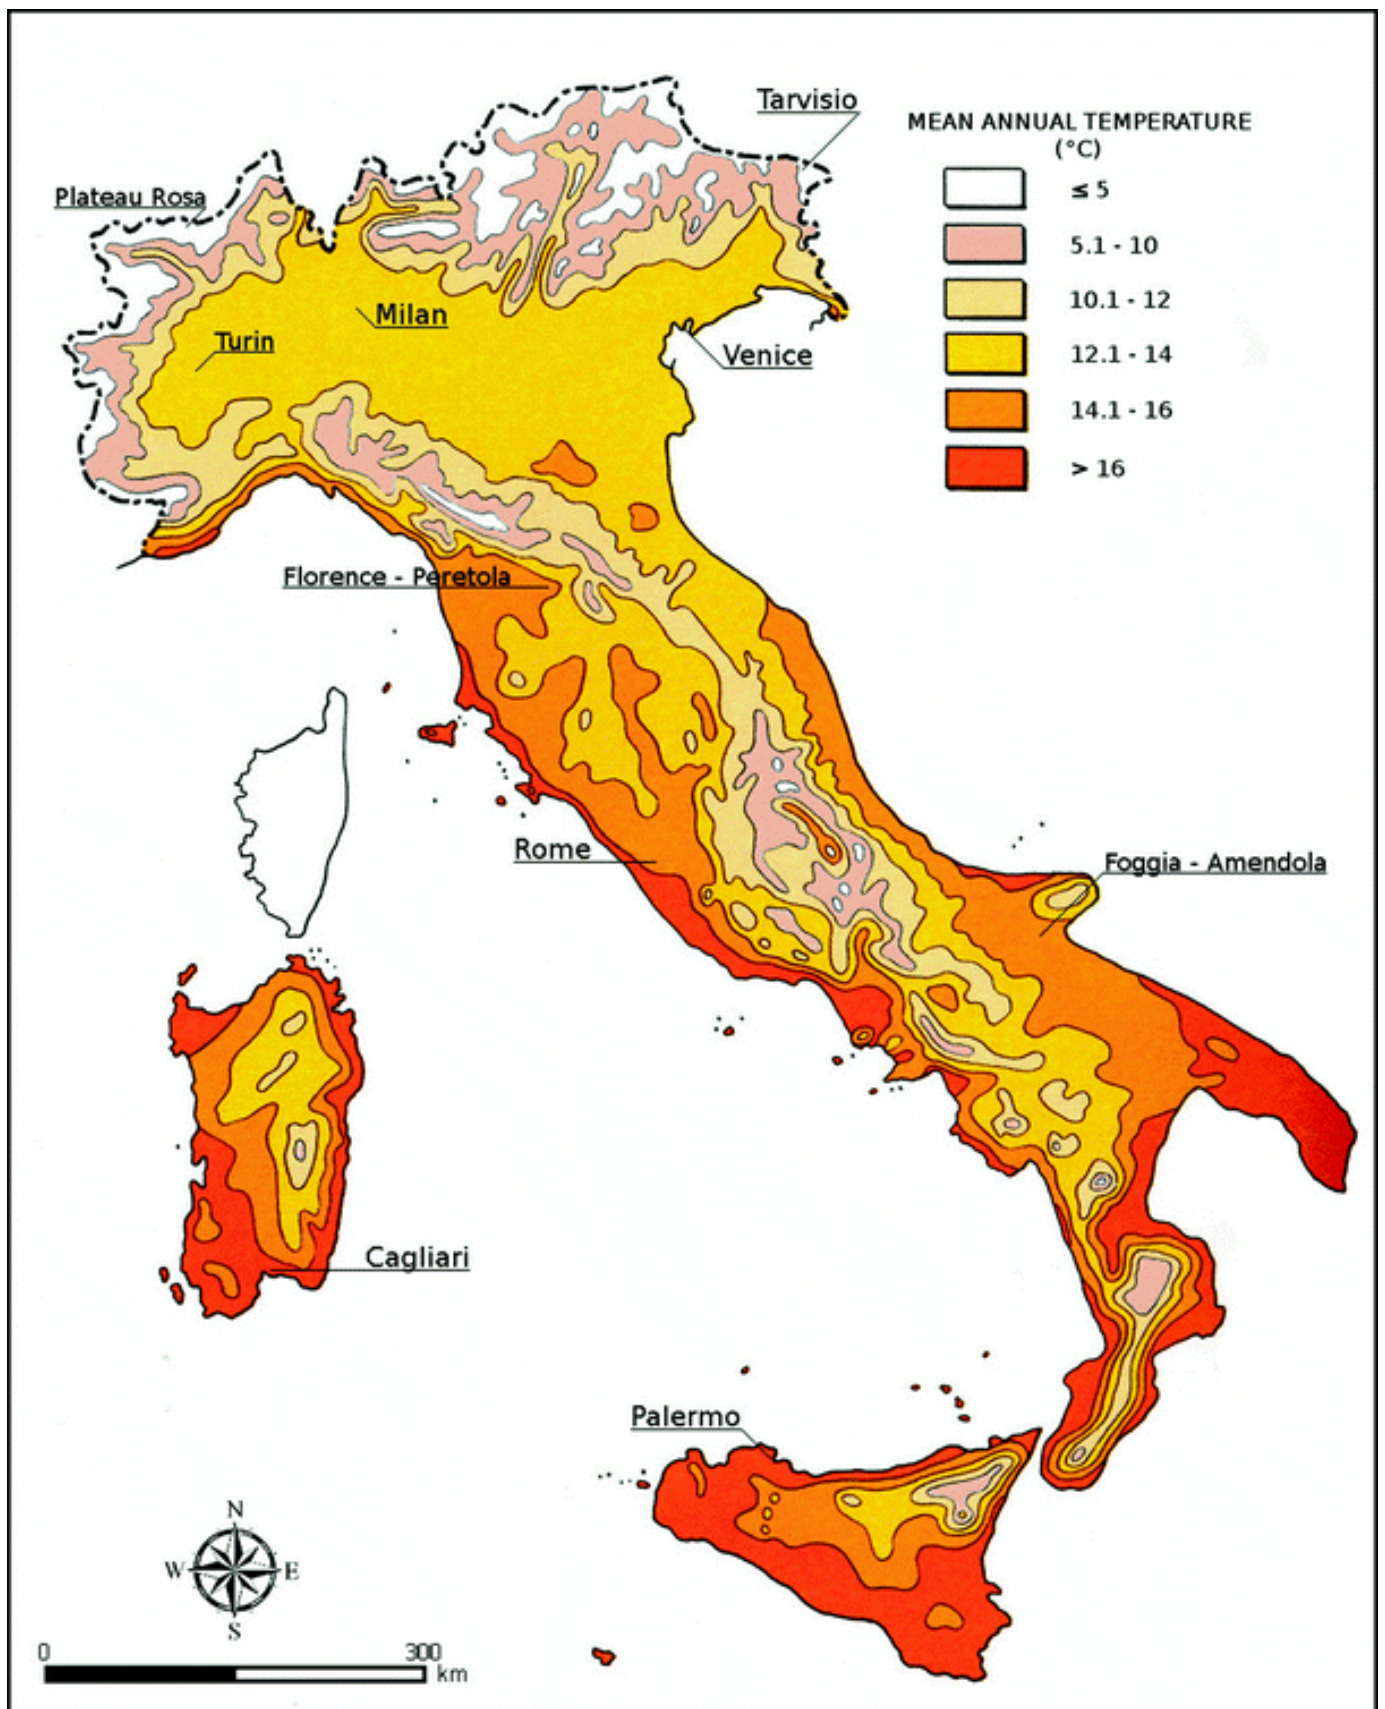 Tarvisio
MEAN ANNUAL TEMPERATURE
(°C)
≤ 5
5.1 - 10
10.1 - 12
12.1 - 14
14.1 - 16
> 16
Plateau Rosa
Milan
Turin
Venice
Florence - Peretola
Rome
Foggia - Amendola
Cagliari
Palermo
N
W E
S
0 300
km